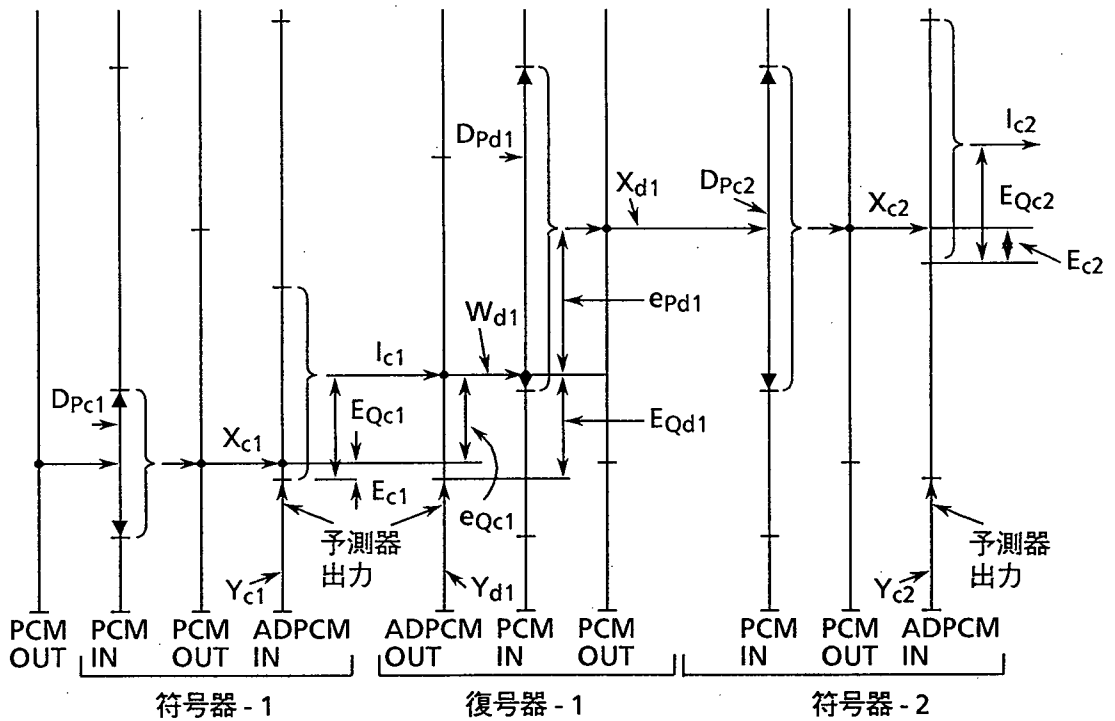 DPd1
Ic2
Xd1
DPc2
Xc2
EQc2
Ec2
ePd1
Wd1
Ic1
DPc1
EQc1
EQd1
Xc1
Ec1
eQc1
予測器
出力
予測器
出力
Yc1
Yd1
Yc2
PCM OUT
PCM IN
PCM OUT
ADPCM IN
ADPCM OUT
PCM IN
PCM OUT
PCM IN
PCM OUT
ADPCM IN
符号器 - 1
復号器 - 1
符号器 - 2